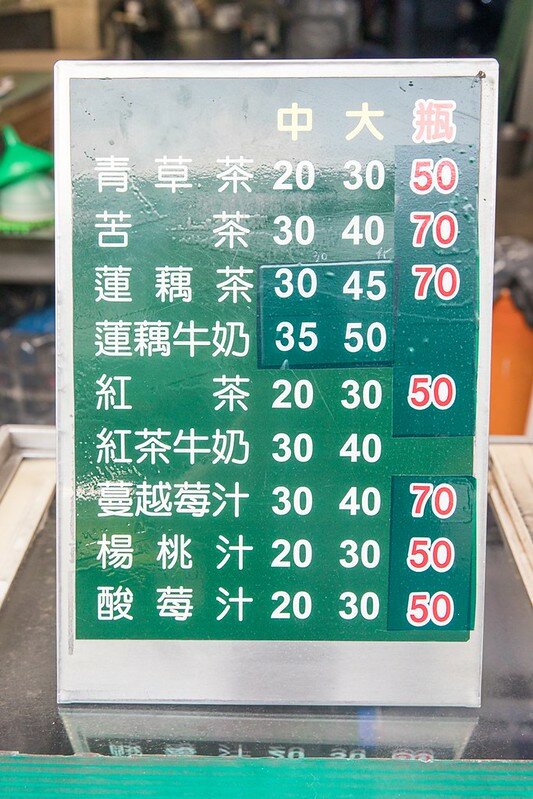 中 大 瓶
青草茶 20 30 50
苦茶 30 40 70
蓮藕茶 30 45 70
蓮藕牛奶 35 50
紅茶 20 30 50
紅茶牛奶 30 40
蔓越莓汁 30 40 70
楊桃汁 20 30 50
酸莓汁 20 30 50